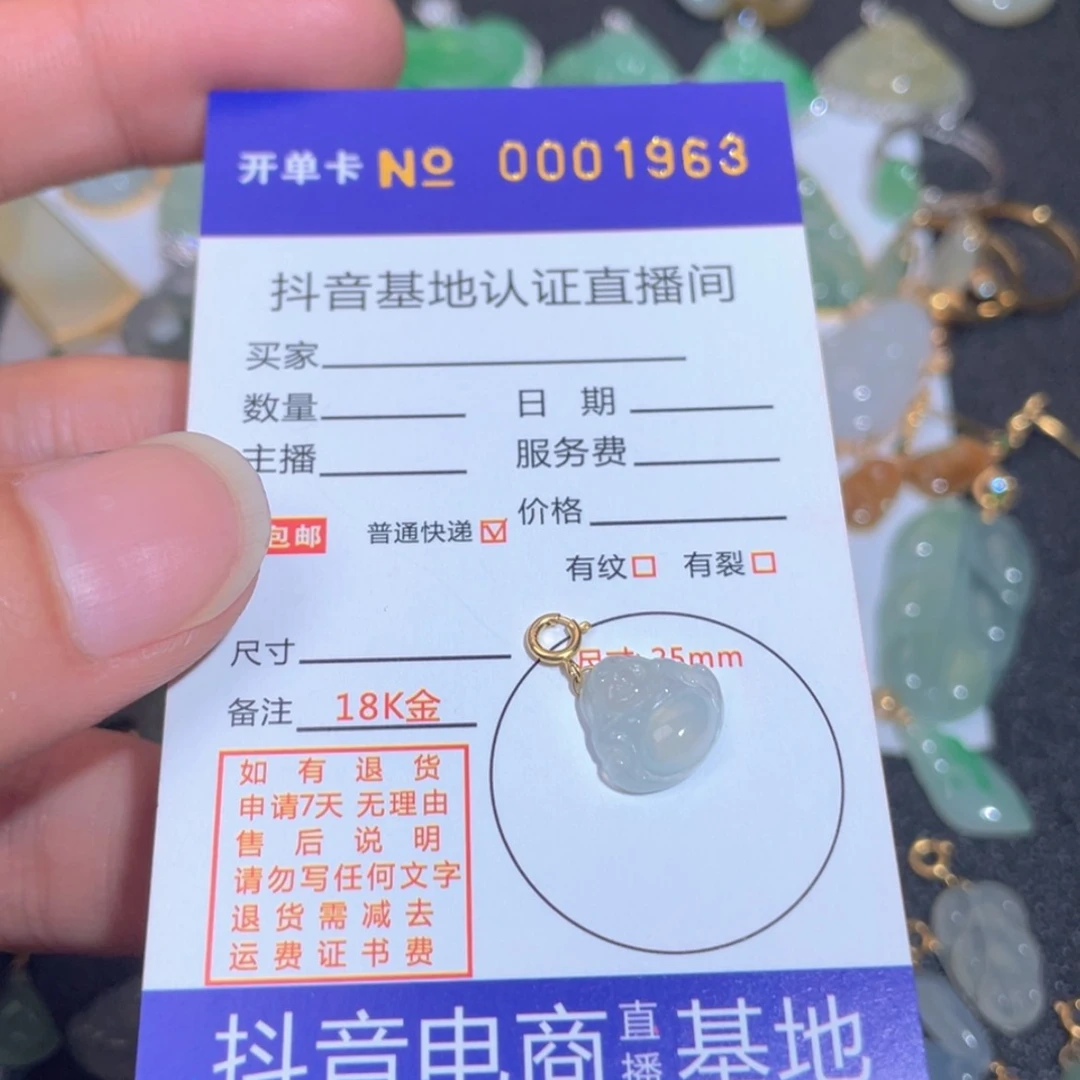 开单卡 № 0001963
抖音基地认证直播间
买家
数量 日期
主播 服务费
包邮 普通快递 价格
有纹 有裂
尺寸
尺寸: 35mm
备注 18K金
如有退货
申请7天无理由
售后说明
请勿写任何文字
退货需减去
运费证书费
抖音电商直播基地